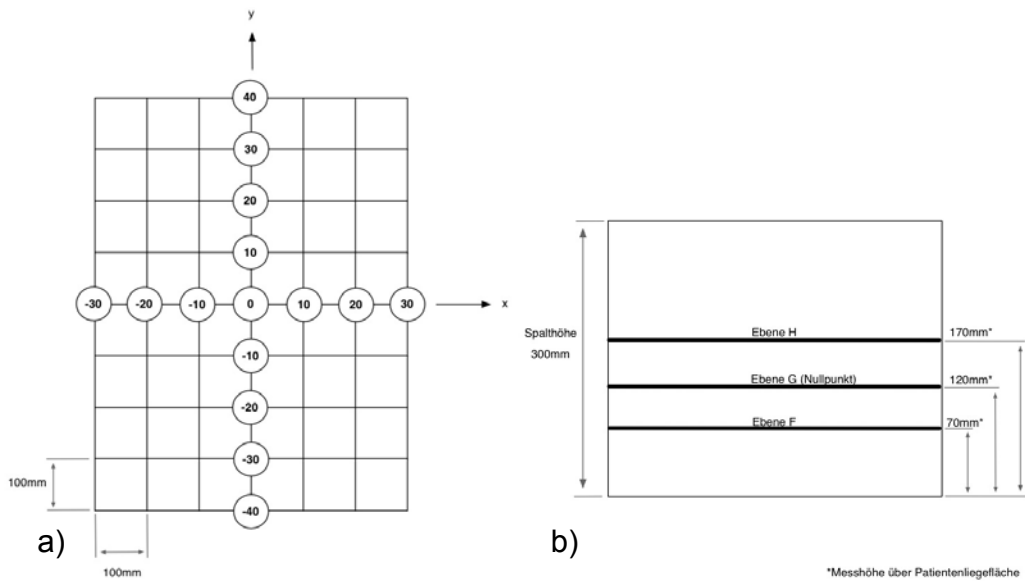 y
40
30
20
10
-30 -20 -10 0 10 20 30 x
-10
-20
-30
-40
100mm
100mm
a)
Spalthöhe
300mm
Ebene H
170mm*
Ebene G (Nullpunkt)
120mm*
Ebene F
70mm*
b)
*Messhöhe über Patientenliegefläche